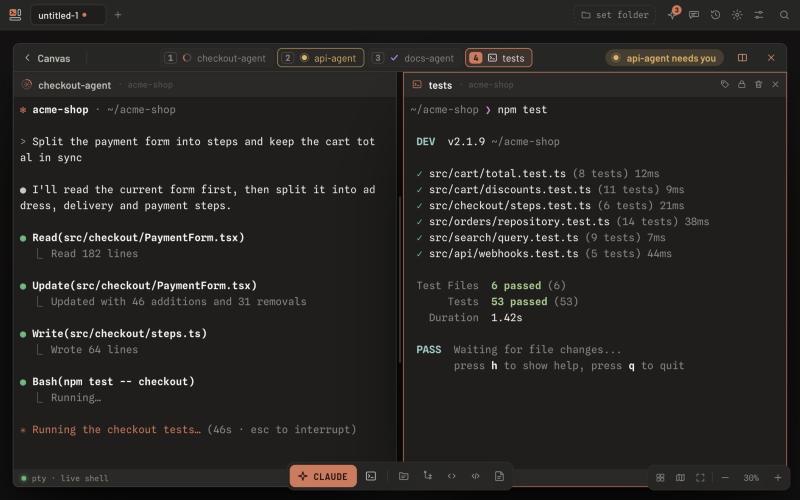 untitled-1
set folder
3
Canvas
1 checkout-agent
2 api-agent
3 docs-agent
4 tests
api-agent needs you
checkout-agent · acme-shop
✻ acme-shop · ~/acme-shop
> Split the payment form into steps and keep the cart tot
al in sync
● I'll read the current form first, then split it into ad
dress, delivery and payment steps.
● Read(src/checkout/PaymentForm.tsx)
⎿ Read 182 lines
● Update(src/checkout/PaymentForm.tsx)
⎿ Updated with 46 additions and 31 removals
● Write(src/checkout/steps.ts)
⎿ Wrote 64 lines
● Bash(npm test -- checkout)
⎿ Running…
✳ Running the checkout tests… (46s · esc to interrupt)
pty · live shell
tests · acme-shop
~/acme-shop ❯ npm test
DEV v2.1.9 ~/acme-shop
✓ src/cart/total.test.ts (8 tests) 12ms
✓ src/cart/discounts.test.ts (11 tests) 9ms
✓ src/checkout/steps.test.ts (6 tests) 21ms
✓ src/orders/repository.test.ts (14 tests) 38ms
✓ src/search/query.test.ts (9 tests) 7ms
✓ src/api/webhooks.test.ts (5 tests) 44ms
Test Files 6 passed (6)
Tests 53 passed (53)
Duration 1.42s
PASS Waiting for file changes...
press h to show help, press q to quit
CLAUDE
30%